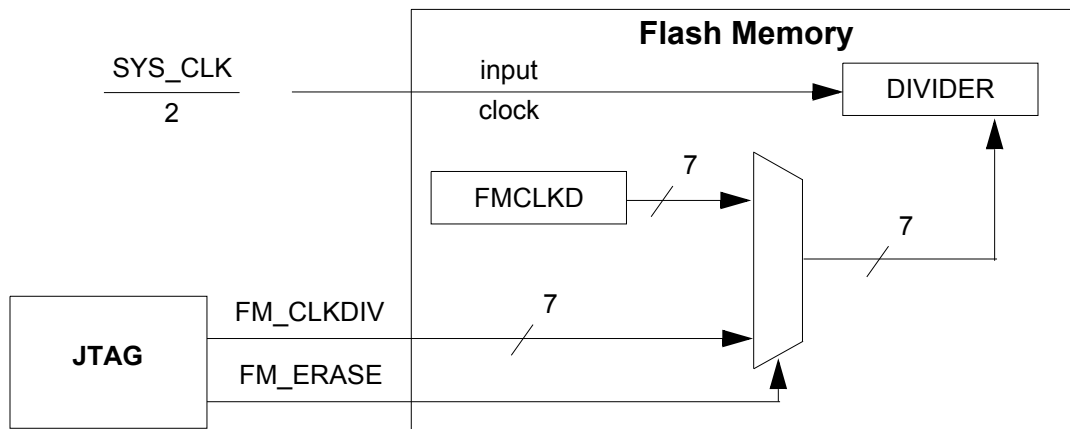 Flash Memory
SYS_CLK
2
input
clock
DIVIDER
7
FMCLKD
7
FM_CLKDIV
7
JTAG
FM_ERASE